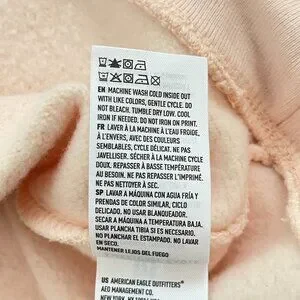 EN MACHINE WASH COLD INSIDE OUT
WITH LIKE COLORS, GENTLE CYCLE. DO
NOT BLEACH. TUMBLE DRY LOW. COOL
IRON IF NEEDED. DO NOT IRON ON PRINT.
FR LAVER À LA MACHINE À L'EAU FROIDE,
À L'ENVERS, AVEC DES COULEURS
SEMBLABLES, CYCLE DÉLICAT. NE PAS
JAVELLISER. SÉCHER À LA MACHINE CYCLE
DOUX. REPASSER À BASSE TEMPÉRATURE
AU BESOIN. NE PAS REPASSER L'IMPRIMÉ.
NE PAS NETTOYER À SEC.
SP LAVAR A MÁQUINA CON AGUA FRÍA Y
PRENDAS DE COLOR SIMILAR, CICLO
DELICADO. NO USAR BLANQUEADOR.
SECAR A MÁQUINA A TEMPERATURA BAJA.
USAR PLANCHA TIBIA SI ES NECESARIO.
NO PLANCHAR EL ESTAMPADO. NO LAVAR
EN SECO.
MANTENER LEJOS DEL FUEGO
US AMERICAN EAGLE OUTFITTERS®
AEO MANAGEMENT CO.
NEW YORK, NY